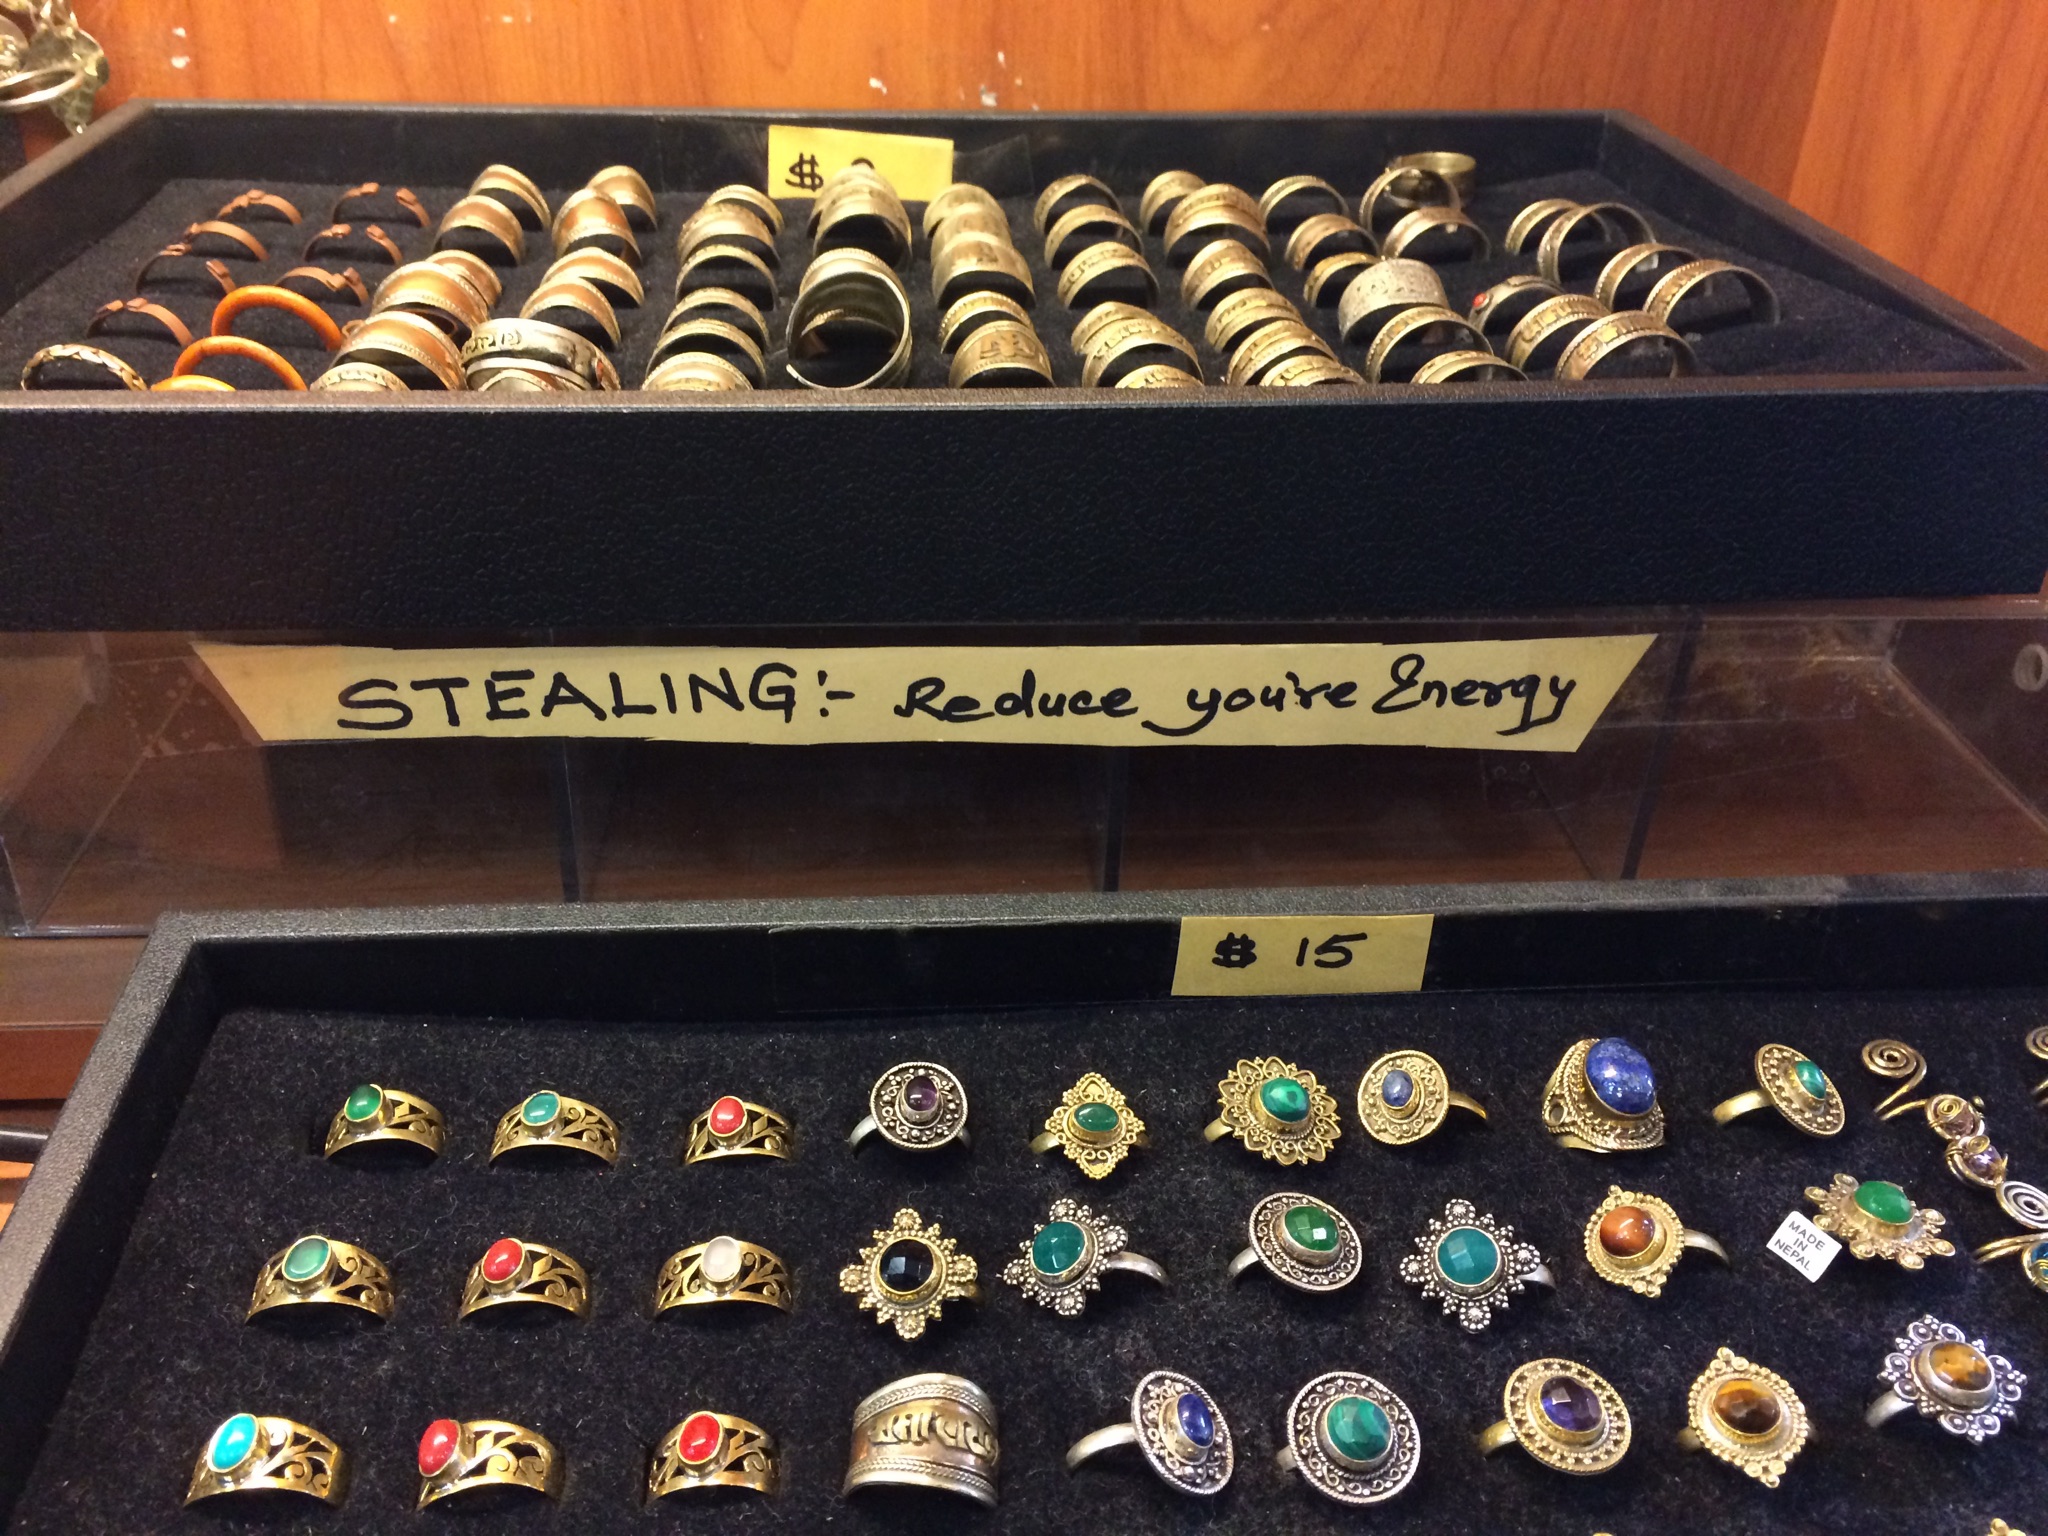 $
STEALING:- Reduce you're Energy
$ 15
MADE
IN
NEPAL